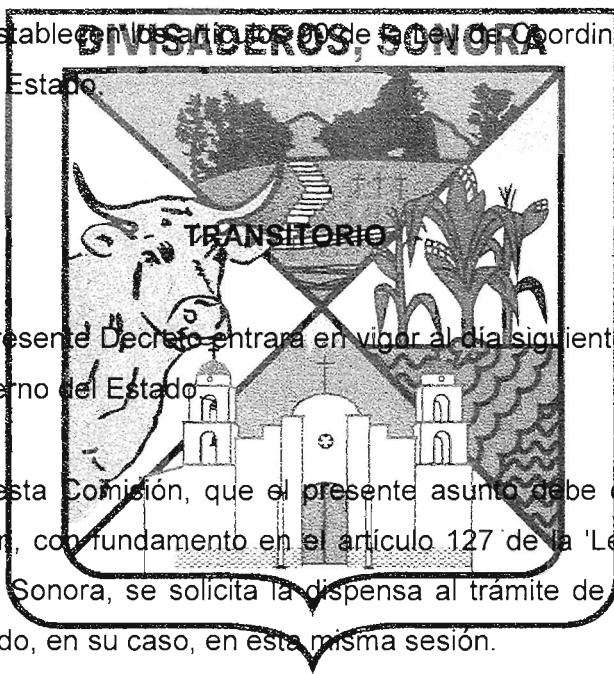 DIVISADEROS, SONORA
establecen los artículos 90 de la Ley de Coordin
Estado.
TRANSITORIO
resente Decreto entrará en vigor al día siguient
erno del Estado
esta Comisión, que el presente asunto debe
n, con fundamento en el artículo 127 de la 'Le
Sonora, se solicita la dispensa al trámite de
do, en su caso, en esta misma sesión.